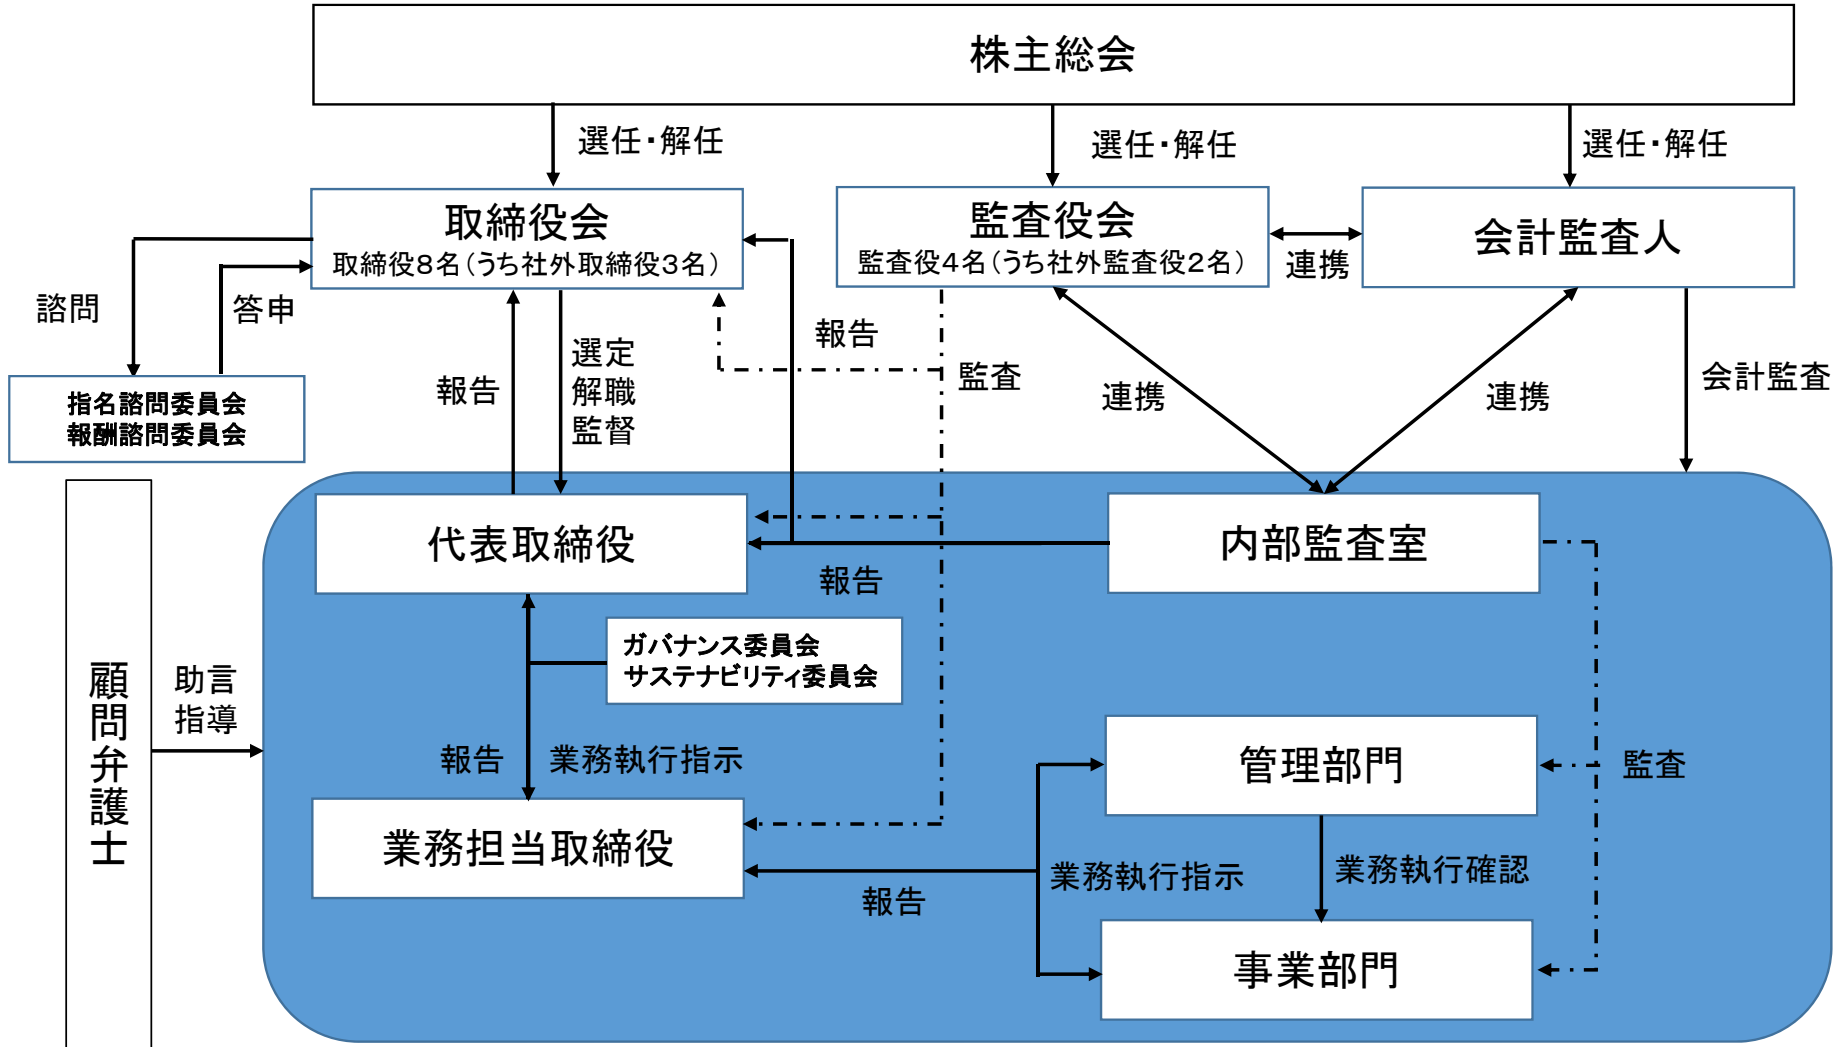 株主総会
選任・解任
選任・解任
選任・解任
取締役会
取締役8名(うち社外取締役3名)
監査役会
監査役4名(うち社外監査役2名)
会計監査人
連携
諮問
答申
報告
選定
解職
監督
報告
監査
連携
連携
会計監査
指名諮問委員会
報酬諮問委員会
代表取締役
内部監査室
報告
ガバナンス委員会
サステナビリティ委員会
顧問弁護士
助言
指導
報告
業務執行指示
管理部門
監査
業務担当取締役
報告
業務執行指示
業務執行確認
事業部門